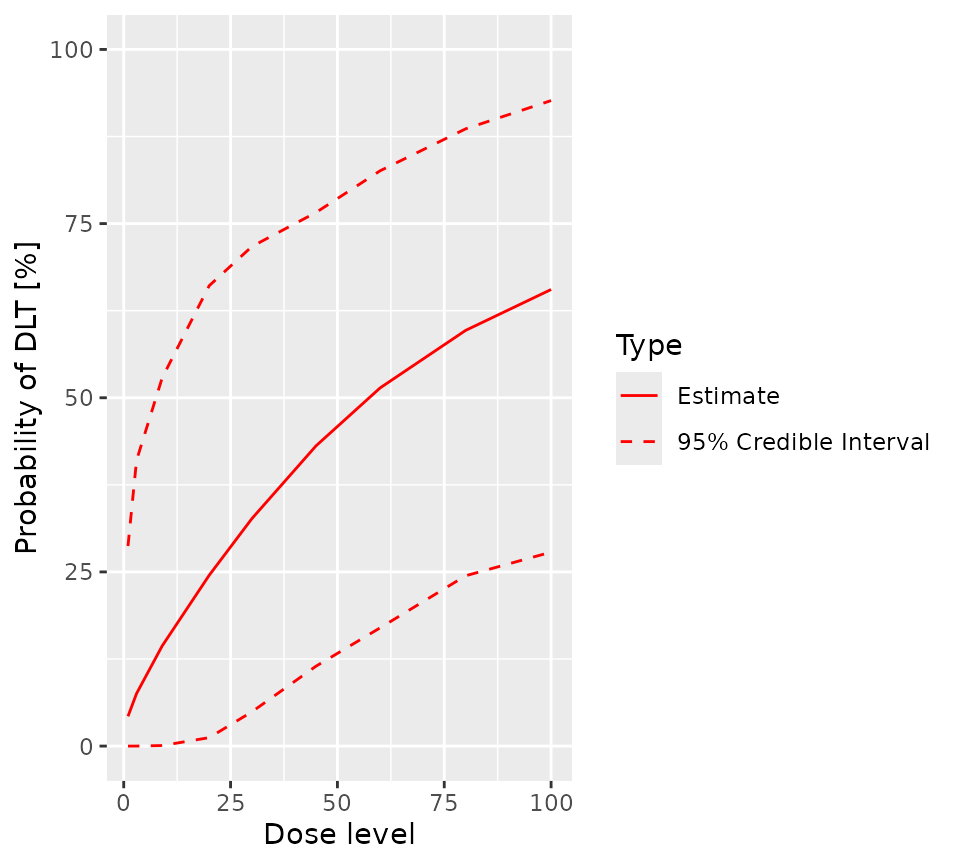 Probability of DLT [%]
100
75
50
25
0
0 25 50 75 100
Dose level
Type
Estimate
95% Credible Interval